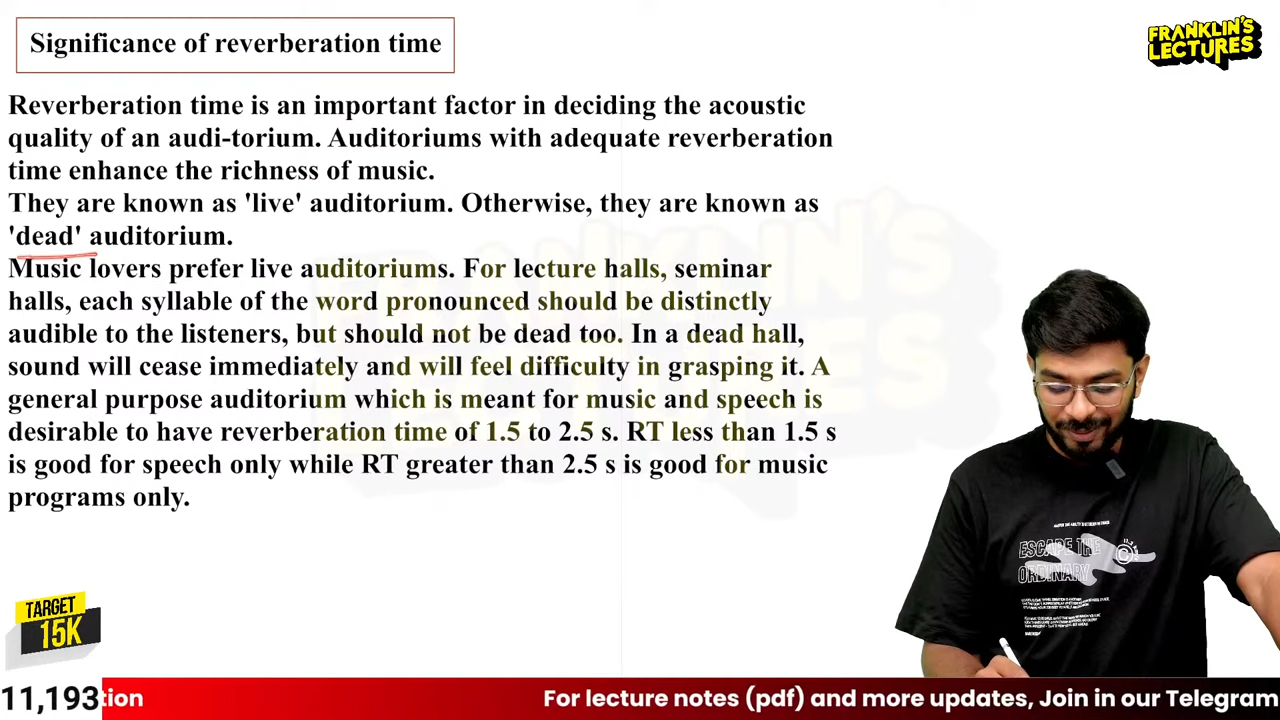 Significance of reverberation time
FRANKLIN'S
LECTURES
Reverberation time is an important factor in deciding the acoustic
quality of an audi-torium. Auditoriums with adequate reverberation
time enhance the richness of music.
They are known as 'live' auditorium. Otherwise, they are known as
'dead' auditorium.
Music lovers prefer live auditoriums. For lecture halls, seminar
halls, each syllable of the word pronounced should be distinctly
audible to the listeners, but should not be dead too. In a dead hall,
sound will cease immediately and will feel difficulty in grasping it. A
general purpose auditorium which is meant for music and speech is
desirable to have reverberation time of 1.5 to 2.5 s. RT less than 1.5 s
is good for speech only while RT greater than 2.5 s is good for music
programs only.
FRANKLIN'S
LECTURES
ESCAPE THE
ORDINARY
TARGET
15K
11,193
tion
For lecture notes (pdf) and more updates, Join in our Telegram